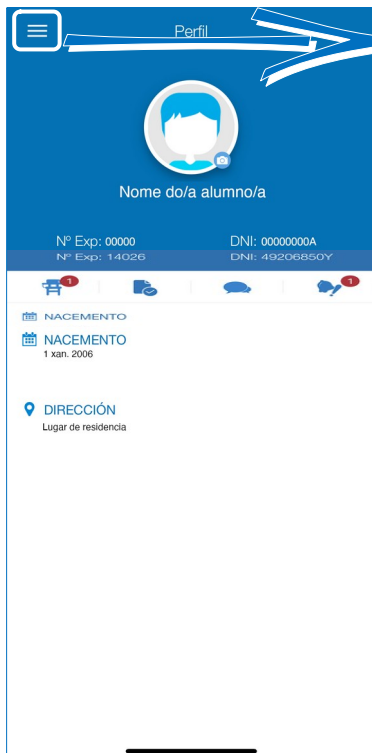 Perfil
Nome do/a alumno/a
Nº Exp: 00000 DNI: 00000000A
Nº Exp: 14026 DNI: 49206850Y
1 1
NACEMENTO
NACEMENTO
1 xan. 2006
DIRECCIÓN
Lugar de residencia